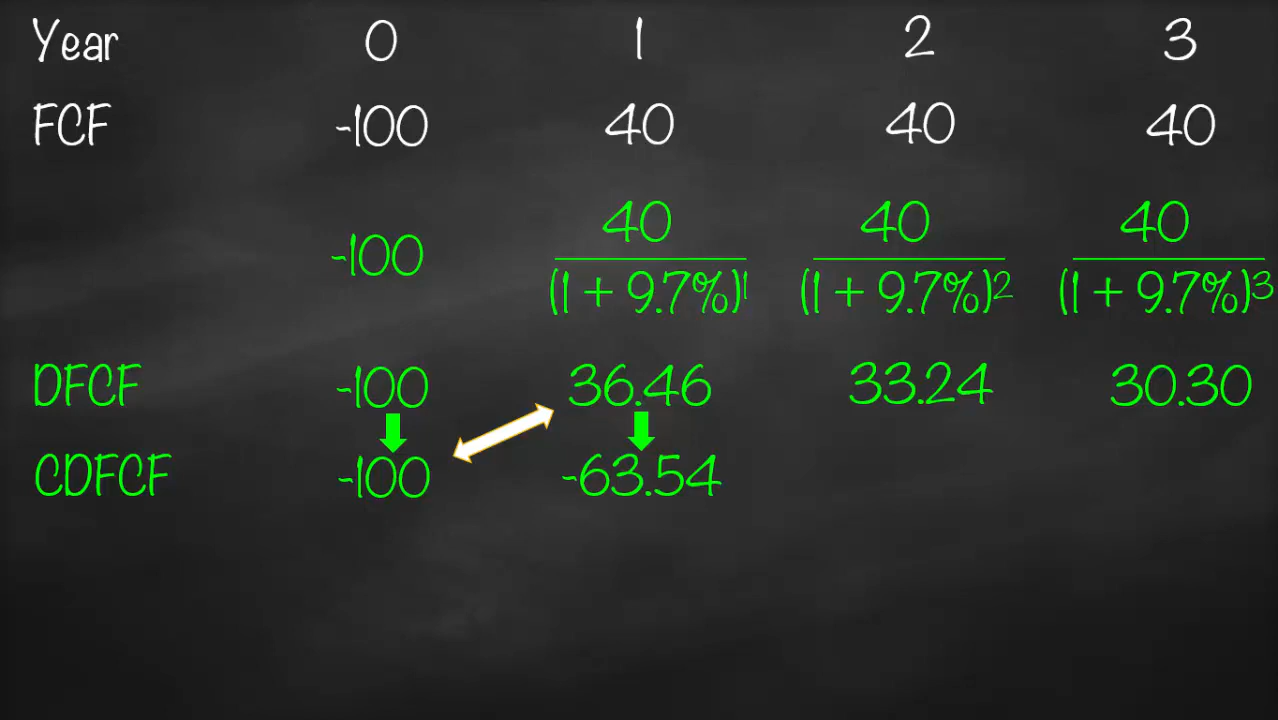 Year 0 1 2 3
FCF -100 40 40 40
40 40 40
-100
(1 + 9.7%)1 (1 + 9.7%)2 (1 + 9.7%)3
DFCF -100 36.46 33.24 30.30
CDFCF -100 -63.54